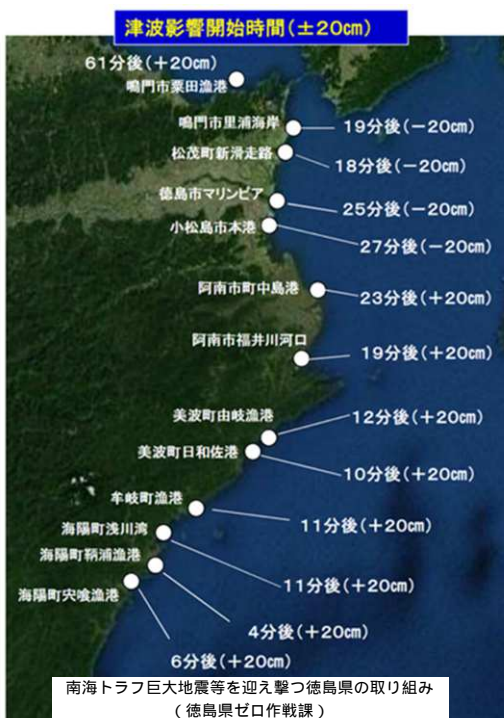 津波影響開始時間(±20cm)
61分後(+20cm)
鳴門市粟田漁港
鳴門市里浦海岸
19分後(-20cm)
松茂町新滑走路
18分後(-20cm)
徳島市マリンピア
25分後(-20cm)
小松島市本港
27分後(-20cm)
阿南市町中島港
23分後(+20cm)
阿南市福井川河口
19分後(+20cm)
美波町由岐漁港
12分後(+20cm)
美波町日和佐港
10分後(+20cm)
牟岐町漁港
11分後(+20cm)
海陽町浅川湾
11分後(+20cm)
海陽町鞆浦漁港
4分後(+20cm)
海陽町宍喰漁港
6分後(+20cm)
南海トラフ巨大地震等を迎え撃つ徳島県の取り組み
(徳島県ゼロ作戦課)